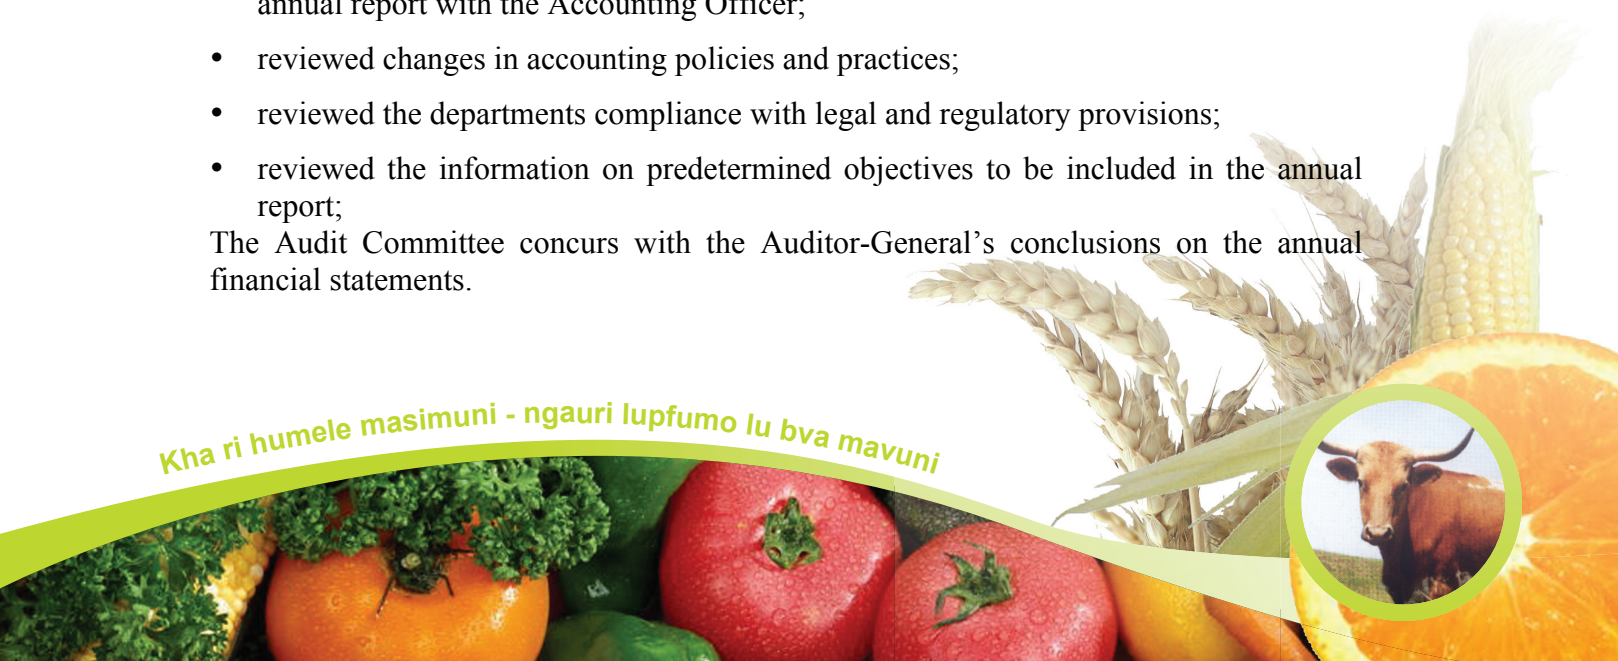 annual report with the Accounting Officer;
• reviewed changes in accounting policies and practices;
• reviewed the departments compliance with legal and regulatory provisions;
• reviewed the information on predetermined objectives to be included in the annual
report;
The Audit Committee concurs with the Auditor-General’s conclusions on the annual
financial statements.
Kha ri humele masimuni - ngauri lupfumo lu bva mavuni